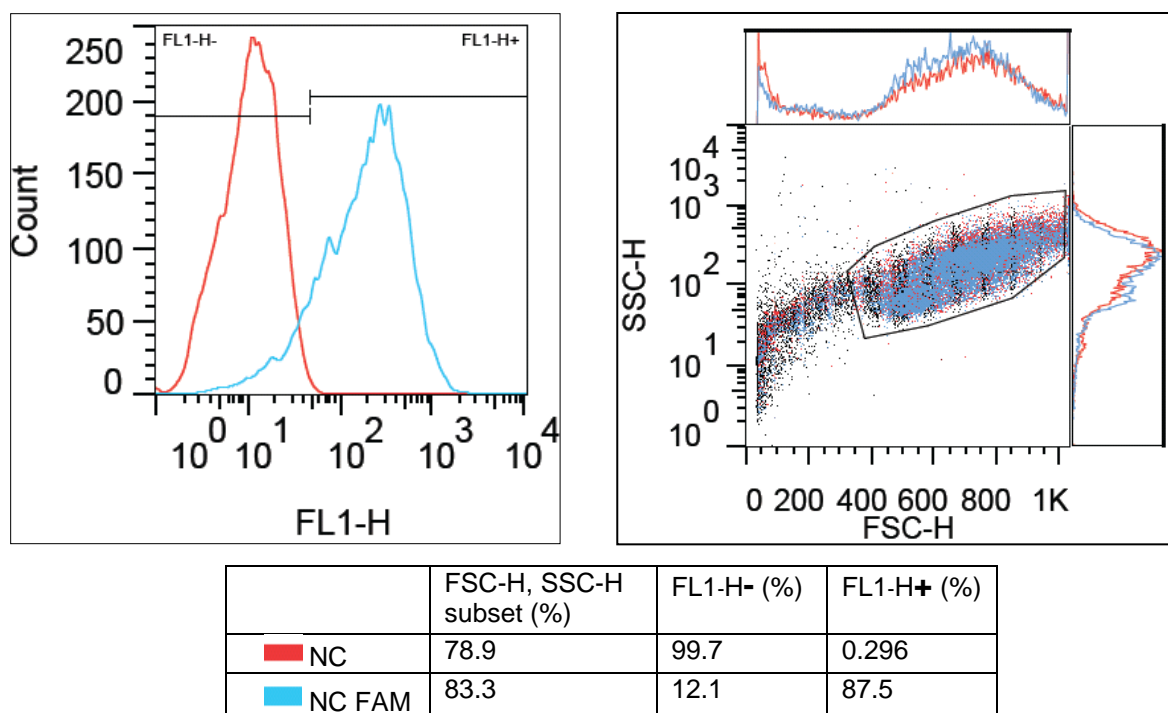 FL1-H- FL1-H+
250
200
150
100
50
0
Count
10^0 10^1 10^2 10^3 10^4
FL1-H
10^4
10^3
10^2
10^1
10^0
SSC-H
0 200 400 600 800 1K
FSC-H
FSC-H, SSC-H subset (%) FL1-H- (%) FL1-H+ (%)
NC 78.9 99.7 0.296
NC FAM 83.3 12.1 87.5